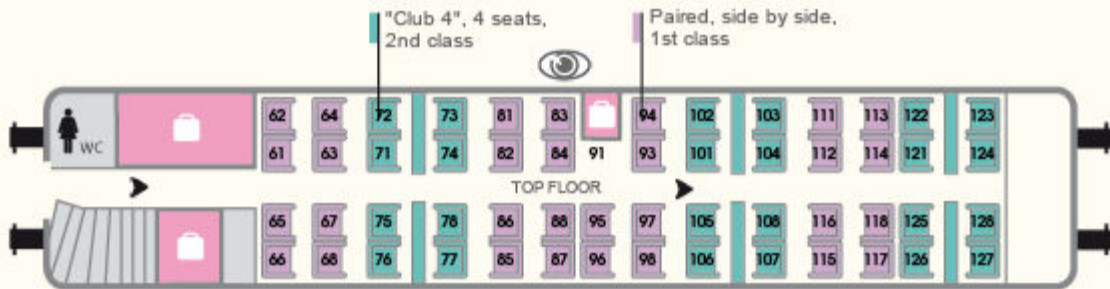 "Club 4", 4 seats,
2nd class
Paired, side by side,
1st class
62 64 72 73 81 83 94 102 103 111 113 122 123
WC
61 63 71 74 82 84 91 93 101 104 112 114 121 124
TOP FLOOR
65 67 75 78 86 88 95 97 105 108 116 118 125 128
66 68 76 77 85 87 96 98 106 107 115 117 126 127